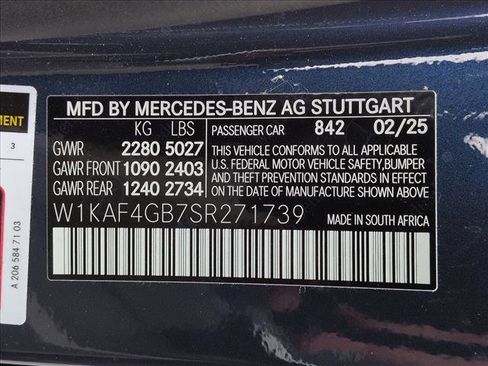 MFD BY MERCEDES-BENZ AG STUTTGART
KG LBS PASSENGER CAR 842 02/25
GVWR 2280 5027
GAWR FRONT 1090 2403
GAWR REAR 1240 2734
THIS VEHICLE CONFORMS TO ALL APPLICABLE
U.S. FEDERAL MOTOR VEHICLE SAFETY,BUMPER
AND THEFT PREVENTION STANDARDS IN EFFECT
ON THE DATE OF MANUFACTURE SHOWN ABOVE.
W1KAF4GB7SR271739
MADE IN SOUTH AFRICA
3
A 206 584 71 03